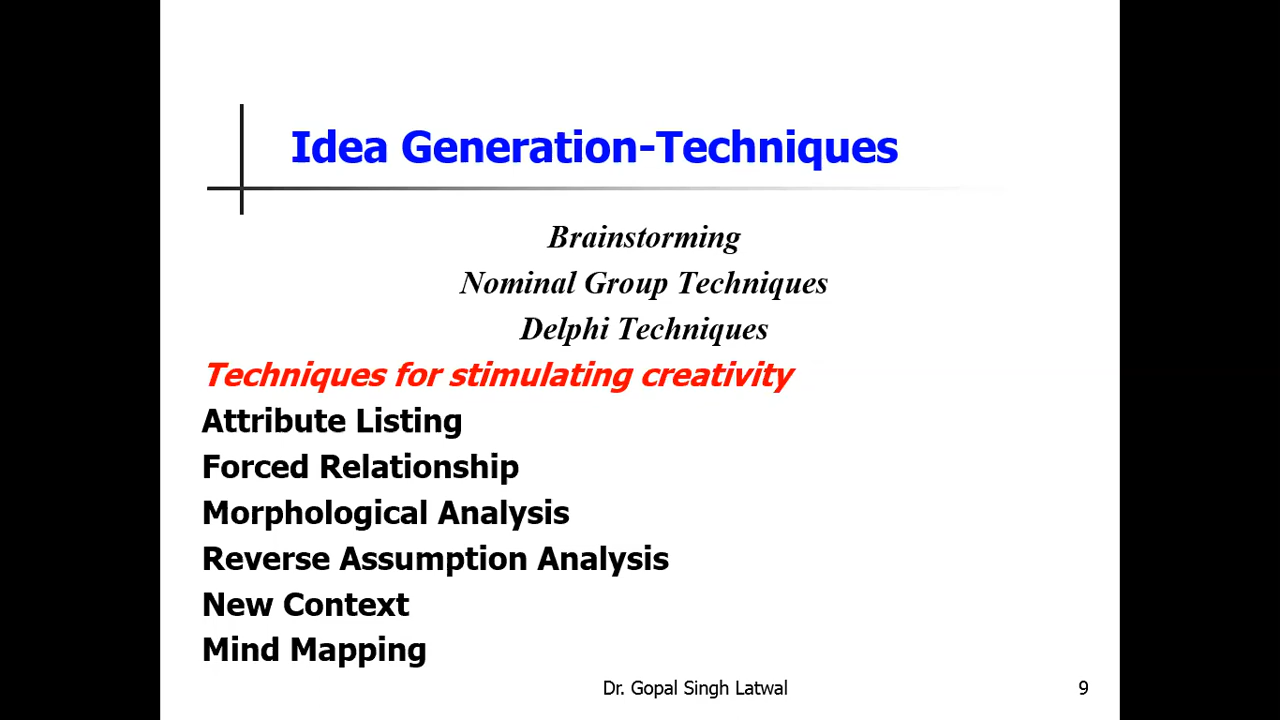 Idea Generation-Techniques
Brainstorming
Nominal Group Techniques
Delphi Techniques
Techniques for stimulating creativity
Attribute Listing
Forced Relationship
Morphological Analysis
Reverse Assumption Analysis
New Context
Mind Mapping
Dr. Gopal Singh Latwal
9